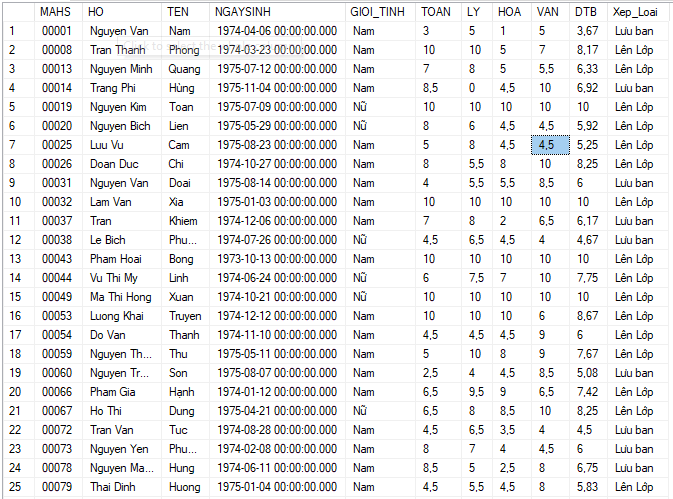 MAHS HO TEN NGAYSINH GIOI_TINH TOAN LY HOA VAN DTB Xep_Loai
1 00001 Nguyen Van Nam 1974-04-06 00:00:00.000 Nam 3 5 1 5 3,67 Lưu ban
2 00008 Tran Thanh Phong 1974-03-23 00:00:00.000 Nam 10 10 5 7 8,17 Lên Lớp
3 00013 Nguyen Minh Quang 1975-07-12 00:00:00.000 Nam 7 8 5 5,5 6,33 Lên Lớp
4 00014 Trang Phi Hùng 1975-11-04 00:00:00.000 Nam 8,5 0 4,5 10 6,92 Lưu ban
5 00019 Nguyen Kim Toan 1975-07-09 00:00:00.000 Nữ 10 10 10 10 10 Lên Lớp
6 00020 Nguyen Bich Lien 1975-05-29 00:00:00.000 Nữ 8 6 4,5 4,5 5,92 Lên Lớp
7 00025 Luu Vu Cam 1975-08-23 00:00:00.000 Nam 5 8 4,5 4,5 5,25 Lên Lớp
8 00026 Doan Duc Chi 1974-10-27 00:00:00.000 Nam 8 5,5 8 10 8,25 Lên Lớp
9 00031 Nguyen Van Doai 1975-08-14 00:00:00.000 Nam 4 5,5 5,5 8,5 6 Lưu ban
10 00032 Lam Van Xia 1975-01-03 00:00:00.000 Nam 10 10 10 10 10 Lên Lớp
11 00037 Tran Khiem 1974-12-06 00:00:00.000 Nam 7 8 2 6,5 6,17 Lưu ban
12 00038 Le Bich Phu... 1974-07-26 00:00:00.000 Nữ 4,5 6,5 4,5 4 4,67 Lưu ban
13 00043 Pham Hoai Bong 1973-10-13 00:00:00.000 Nam 10 10 10 10 10 Lên Lớp
14 00044 Vu Thi My Linh 1974-06-24 00:00:00.000 Nữ 6 7,5 7 10 7,75 Lên Lớp
15 00049 Ma Thi Hong Xuan 1974-10-21 00:00:00.000 Nữ 10 10 10 10 10 Lên Lớp
16 00053 Luong Khai Truyen 1974-12-12 00:00:00.000 Nam 10 10 10 6 8,67 Lên Lớp
17 00054 Do Van Thanh 1974-11-10 00:00:00.000 Nam 4,5 4,5 4,5 9 6 Lưu ban
18 00059 Nguyen Th... Thu 1975-05-11 00:00:00.000 Nam 5 10 8 9 7,67 Lên Lớp
19 00060 Nguyen Tr... Son 1975-08-07 00:00:00.000 Nam 2,5 4 4,5 8,5 5,08 Lưu ban
20 00066 Pham Gia Hạnh 1974-01-12 00:00:00.000 Nam 6,5 9,5 9 6,5 7,42 Lên Lớp
21 00067 Ho Thi Dung 1975-04-21 00:00:00.000 Nữ 6,5 8 8,5 10 8,25 Lên Lớp
22 00072 Tran Van Tuc 1974-08-28 00:00:00.000 Nam 4,5 6,5 3,5 4 4,5 Lưu ban
23 00073 Nguyen Yen Phu... 1974-02-08 00:00:00.000 Nam 8 7 4 4,5 6 Lưu ban
24 00078 Nguyen Ma... Hung 1974-06-11 00:00:00.000 Nam 8,5 5 2,5 8 6,75 Lưu ban
25 00079 Thai Dinh Huong 1975-01-04 00:00:00.000 Nam 4,5 5,5 4,5 8 5,83 Lên Lớp